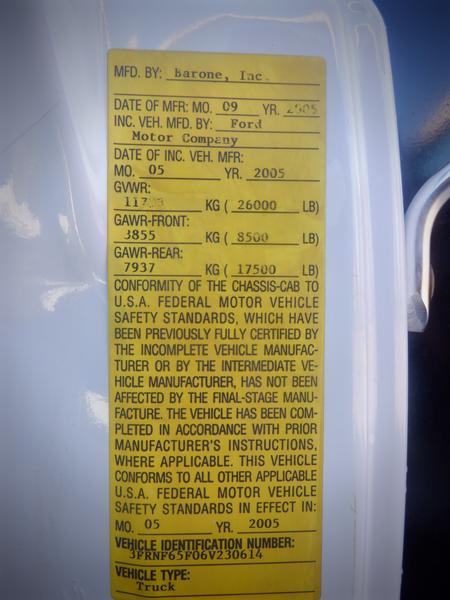 MFD. BY: Barone, Inc.
DATE OF MFR: MO. 09 YR. 2005
INC. VEH. MFD. BY: Ford
Motor Company
DATE OF INC. VEH. MFR:
MO. 05 YR. 2005
GVWR:
KG ( 26000 LB)
GAWR-FRONT:
3855 KG ( 8500 LB)
GAWR-REAR:
7937 KG ( 17500 LB)
CONFORMITY OF THE CHASSIS-CAB TO
U.S.A. FEDERAL MOTOR VEHICLE
SAFETY STANDARDS, WHICH HAVE
BEEN PREVIOUSLY FULLY CERTIFIED BY
THE INCOMPLETE VEHICLE MANUFAC-
TURER OR BY THE INTERMEDIATE VE-
HICLE MANUFACTURER, HAS NOT BEEN
AFFECTED BY THE FINAL-STAGE MANU-
FACTURE. THE VEHICLE HAS BEEN COM-
PLETED IN ACCORDANCE WITH PRIOR
MANUFACTURER'S INSTRUCTIONS,
WHERE APPLICABLE. THIS VEHICLE
CONFORMS TO ALL OTHER APPLICABLE
U.S.A. FEDERAL MOTOR VEHICLE
SAFETY STANDARDS IN EFFECT IN:
MO. 05 YR. 2005
VEHICLE IDENTIFICATION NUMBER:
3FRNF65F06V230614
VEHICLE TYPE:
Truck